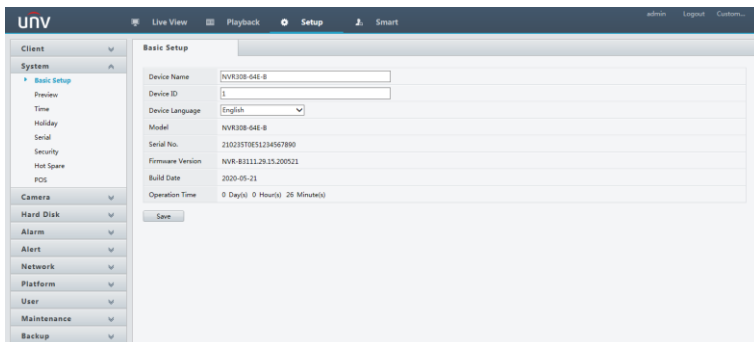 unv
Live View Playback Setup Smart
admin Logout Custom...
Client
System
Basic Setup
Preview
Time
Holiday
Serial
Security
Hot Spare
POS
Camera
Hard Disk
Alarm
Alert
Network
Platform
User
Maintenance
Backup
Basic Setup
Device Name NVR308-64E-B
Device ID 1
Device Language English
Model NVR308-64E-B
Serial No. 210235T0E51234567890
Firmware Version NVR-B3111.29.15.200521
Build Date 2020-05-21
Operation Time 0 Day(s) 0 Hour(s) 26 Minute(s)
Save